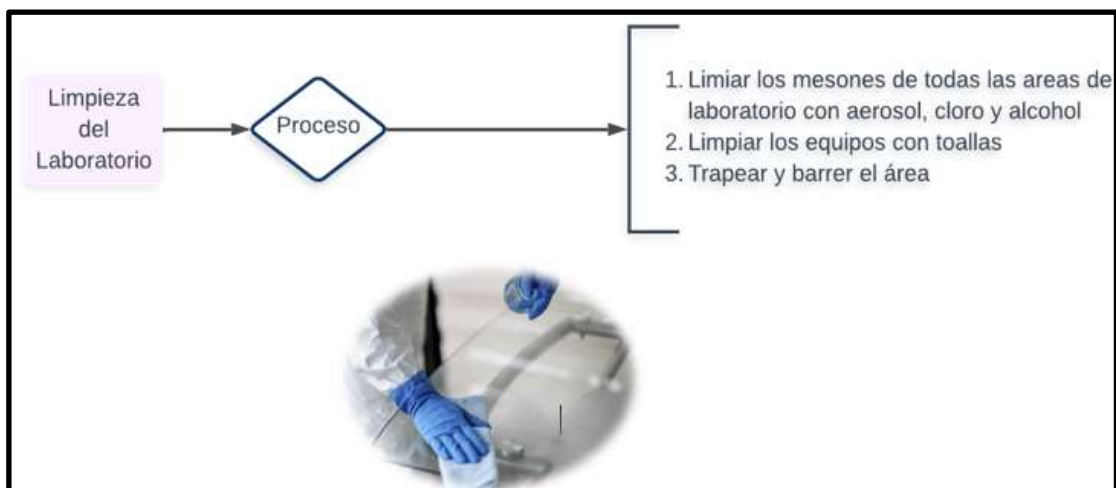 Limpieza
del
Laboratorio
Proceso
1. Limiar los mesones de todas las areas de
laboratorio con aerosol, cloro y alcohol
2. Limpiar los equipos con toallas
3. Trapear y barrer el área